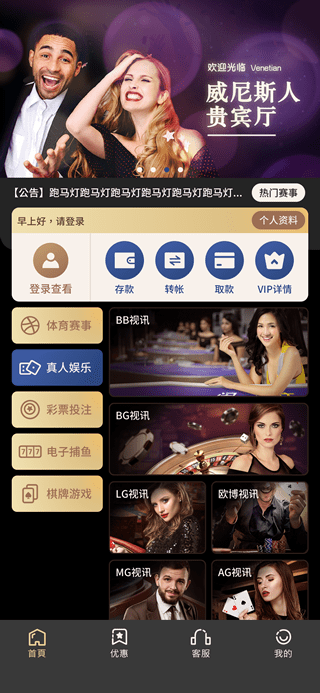 欢迎光临 Venetian
威尼斯人
贵宾厅
【公告】跑马灯跑马灯跑马灯跑马灯跑马灯跑马灯...
热门赛事
早上好，请登录
个人资料
登录查看
存款
转帐
取款
VIP详情
体育赛事
真人娱乐
彩票投注
777
电子捕鱼
棋牌游戏
BB视讯
BG视讯
LG视讯
欧博视讯
MG视讯
AG视讯
首頁
优惠
客服
我的